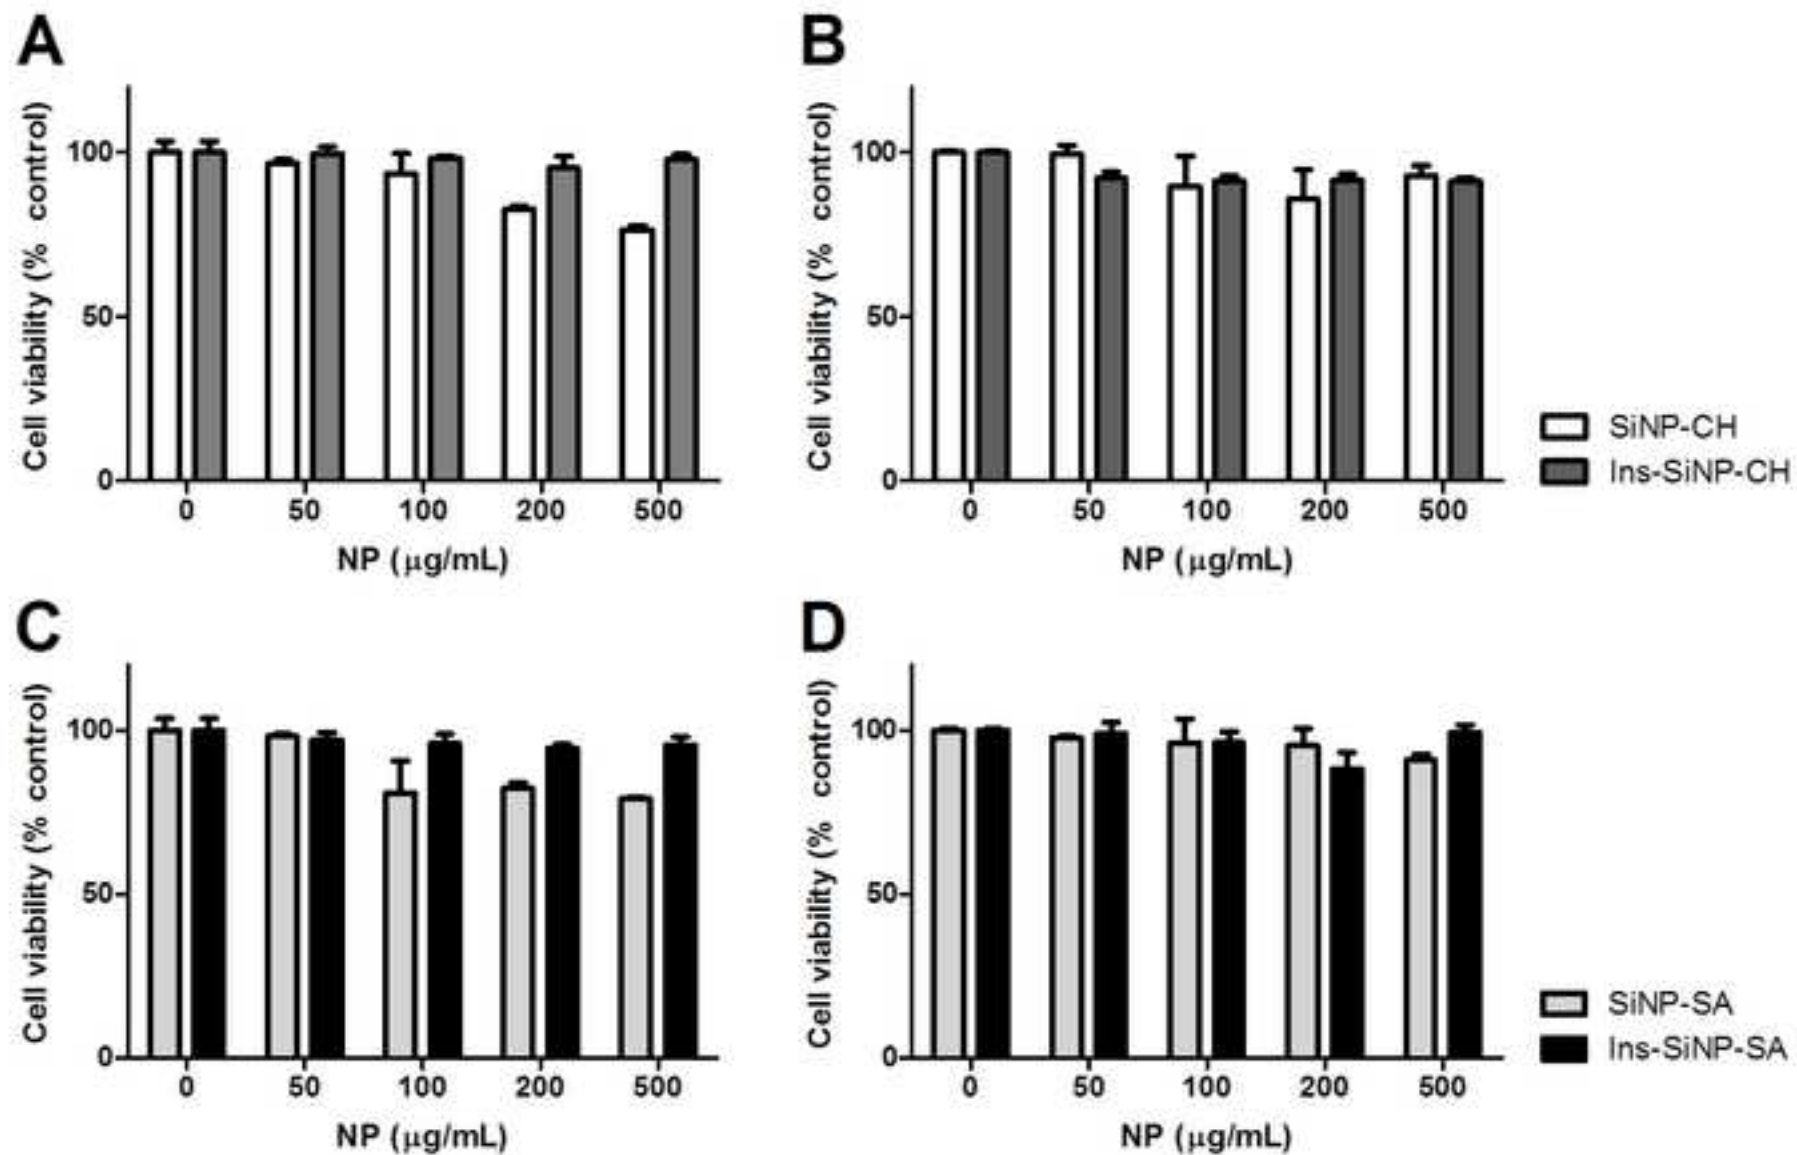 A
Cell viability (% control)
100
50
0
0 50 100 200 500
NP (μg/mL)
B
Cell viability (% control)
100
50
0
0 50 100 200 500
NP (μg/mL)
SiNP-CH
Ins-SiNP-CH
C
Cell viability (% control)
100
50
0
0 50 100 200 500
NP (μg/mL)
D
Cell viability (% control)
100
50
0
0 50 100 200 500
NP (μg/mL)
SiNP-SA
Ins-SiNP-SA